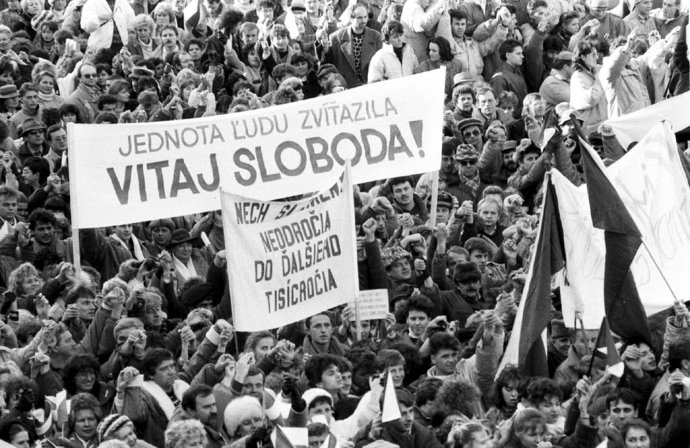 JEDNOTA ĽUDU ZVÍŤAZILA
VITAJ SLOBODA!
NECH
NEODROČIA
DO ĎALŠIEHO
TISÍCROČIA